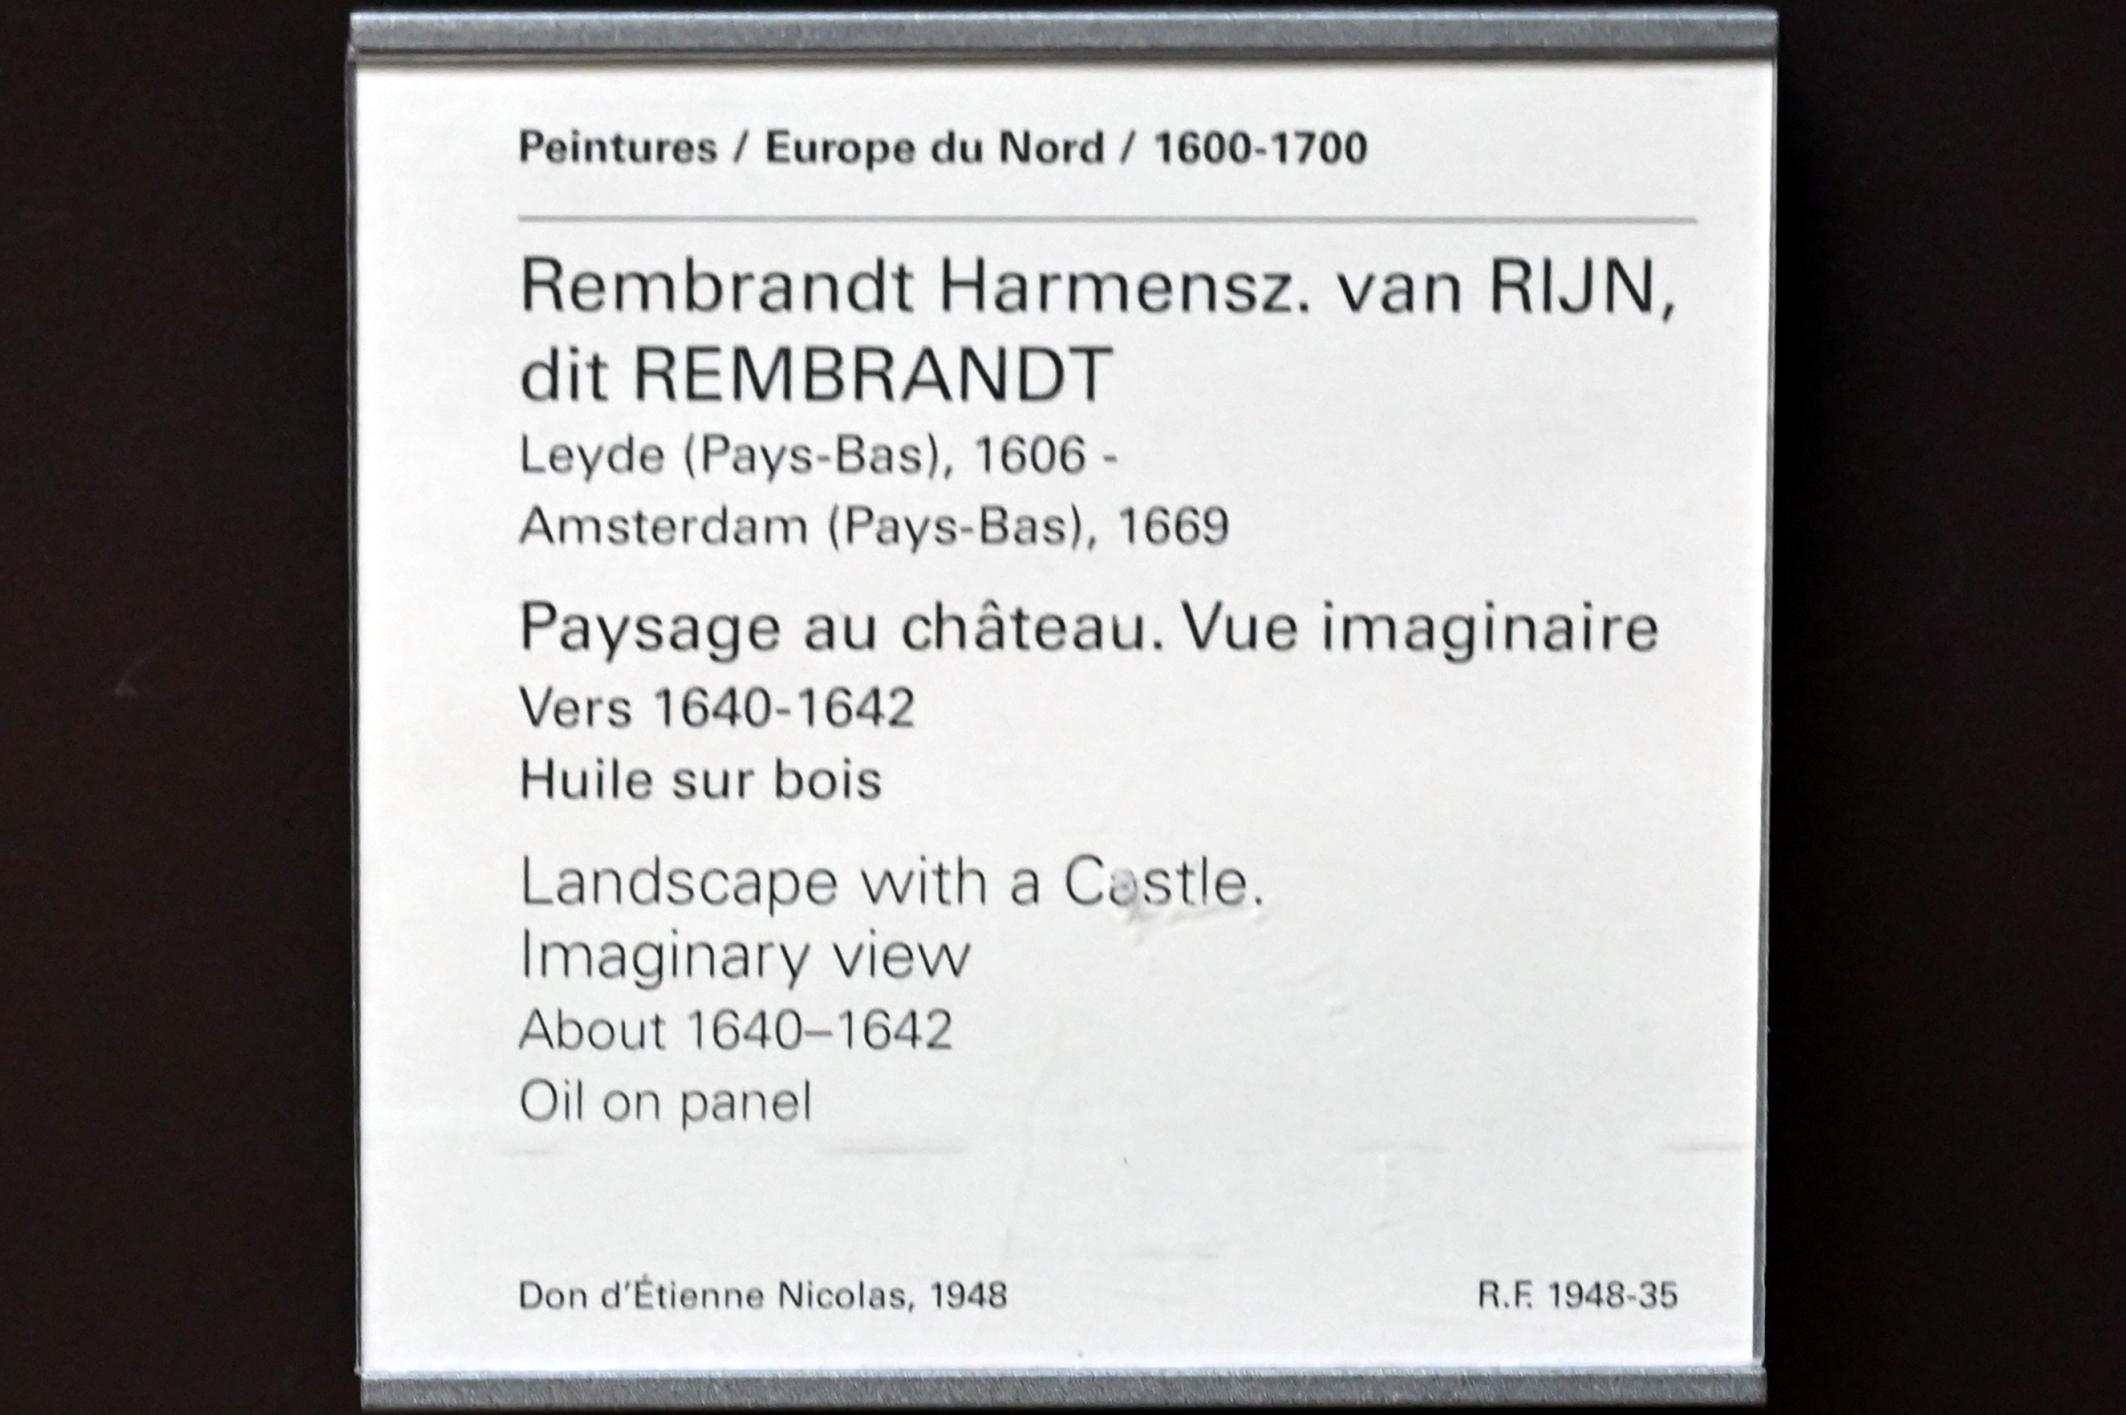 Peintures / Europe du Nord / 1600-1700
Rembrandt Harmensz. van RIJN,
dit REMBRANDT
Leyde (Pays-Bas), 1606 -
Amsterdam (Pays-Bas), 1669
Paysage au château. Vue imaginaire
Vers 1640-1642
Huile sur bois
Landscape with a Castle.
Imaginary view
About 1640–1642
Oil on panel
Don d'Étienne Nicolas, 1948
R.F. 1948-35